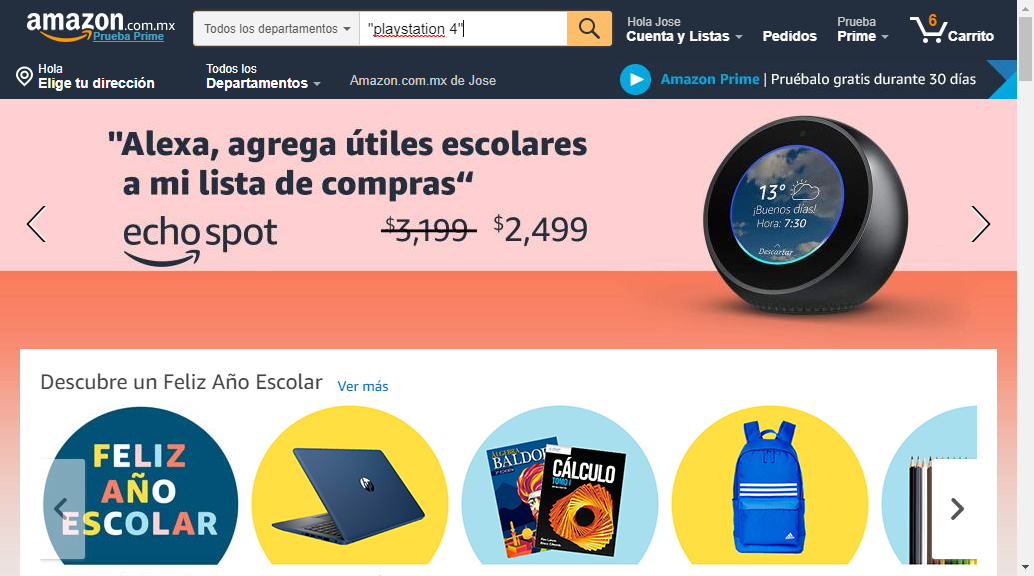 amazon.com.mx
Prueba Prime
Todos los departamentos
"playstation 4"
Hola Jose
Cuenta y Listas
Pedidos
Prueba
Prime
6
Carrito
Hola
Elige tu dirección
Todos los
Departamentos
Amazon.com.mx de Jose
Amazon Prime | Pruébalo gratis durante 30 días
"Alexa, agrega útiles escolares
a mi lista de compras“
echo spot
$3,199 $2,499
13°
¡Buenos días!
Hora: 7:30
Descartar
Descubre un Feliz Año Escolar Ver más
FELIZ
AÑO
ESCOLAR
hp
ÁLGEBRA
BALDOR
CÁLCULO
TOMO I
adidas